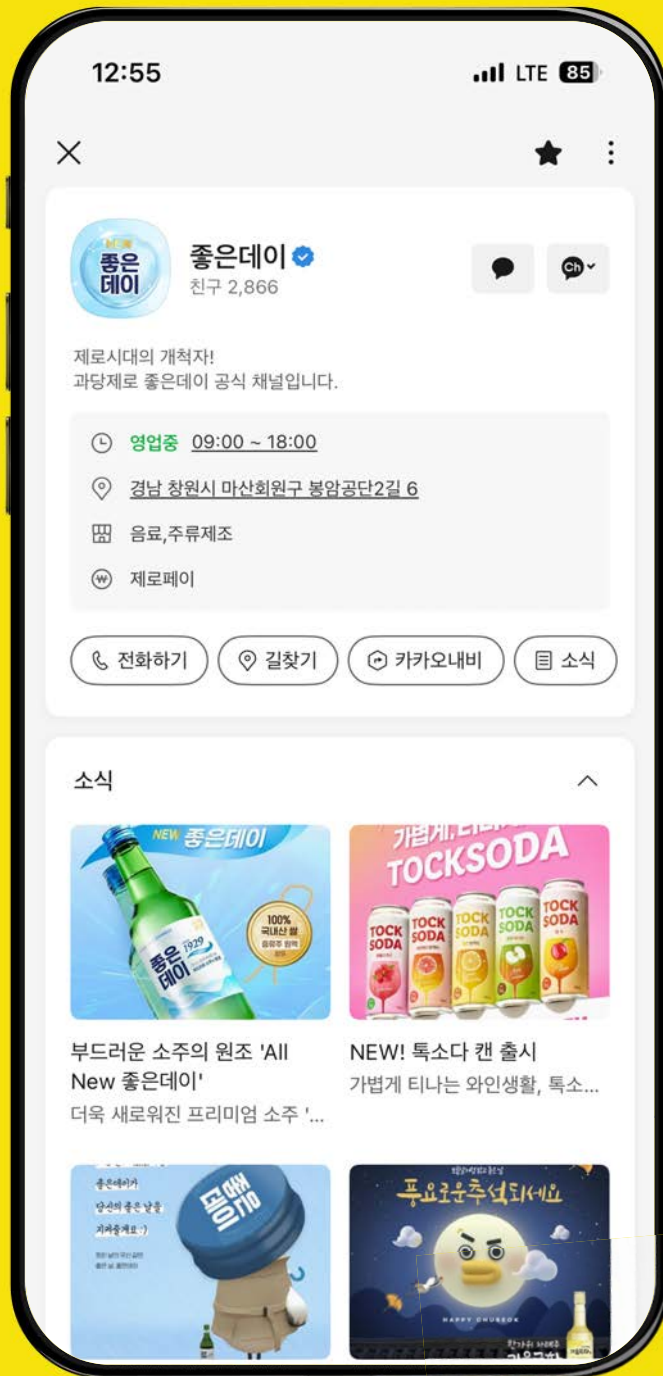 12:55
LTE 85
NEW
좋은
데이
좋은데이
친구 2,866
Ch
제로시대의 개척자!
과당제로 좋은데이 공식 채널입니다.
영업중 09:00 ~ 18:00
경남 창원시 마산회원구 봉암공단2길 6
음료,주류제조
제로페이
전화하기
길찾기
카카오내비
소식
소식
NEW 좋은데이
100%
국내산 쌀
증류주 원액
좋은
데이
1929
TOCKSODA
TOCK
SODA
TOCK
SODA
TOCK
SODA
TOCK
SODA
TOCK
SODA
부드러운 소주의 원조 'All
New 좋은데이'
더욱 새로워진 프리미엄 소주 '...
NEW! 톡소다 캔 출시
가볍게 티나는 와인생활, 톡소...
좋은데이가
당신의 좋은 날을
지켜줄게요 :)
풍요로운추석되세요
HAPPY CHUSEOK